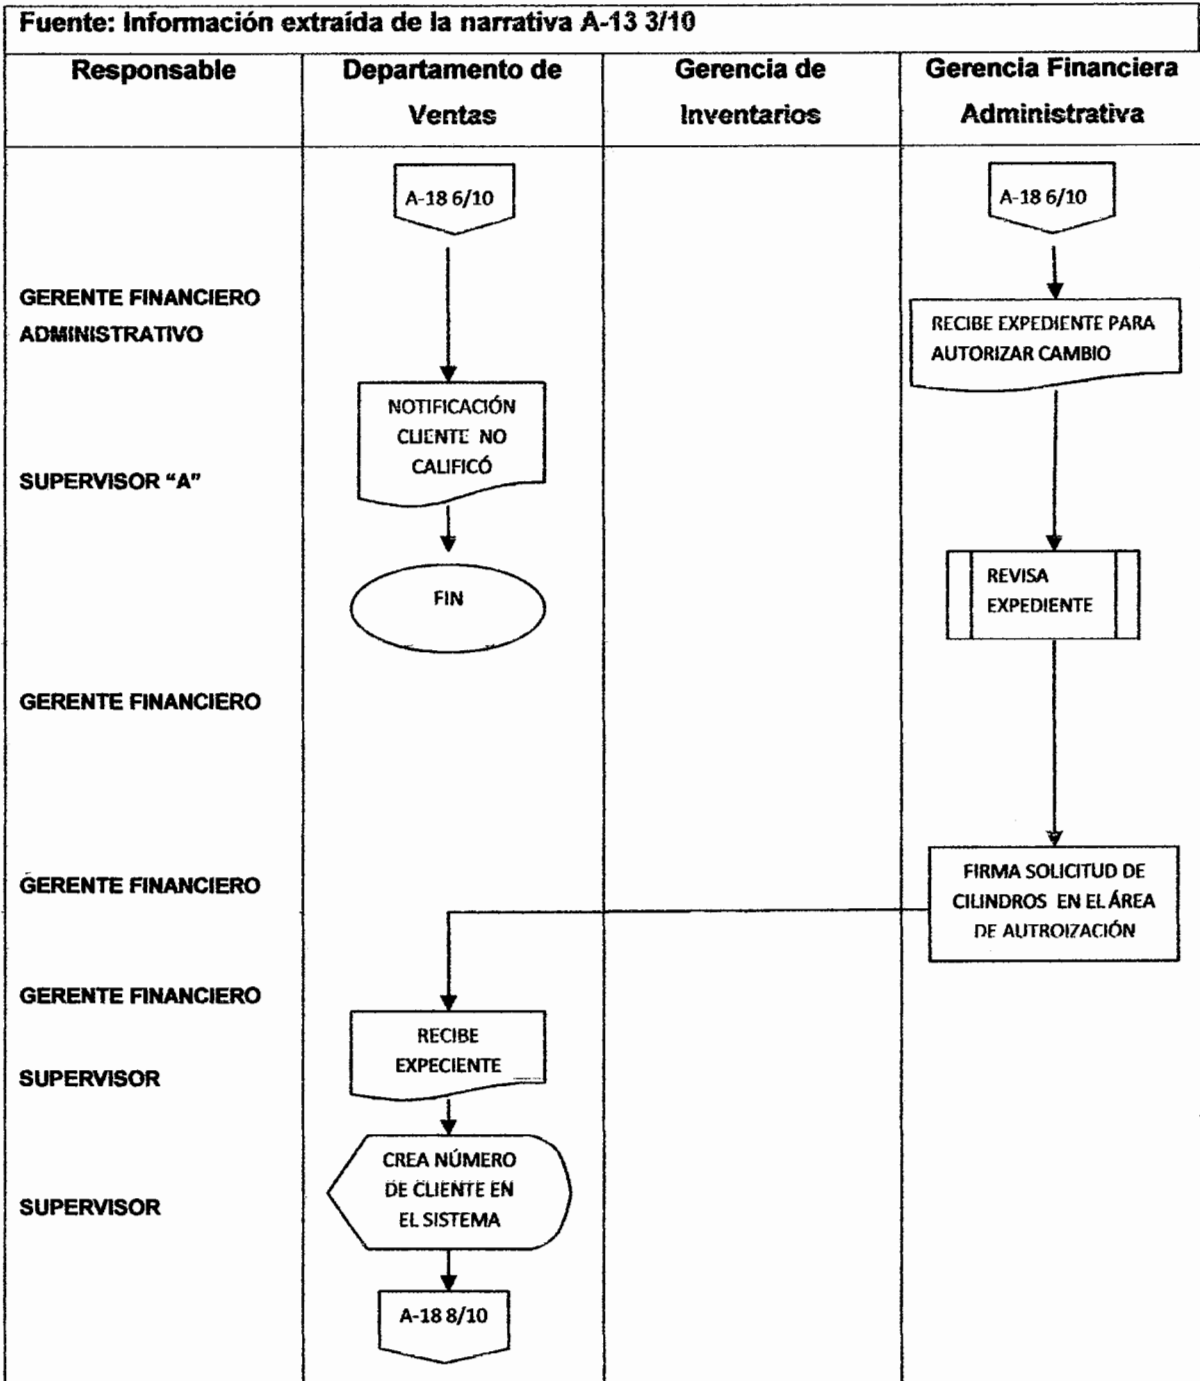 Fuente: Información extraída de la narrativa A-13 3/10
Responsable
Departamento de
Ventas
Gerencia de
Inventarios
Gerencia Financiera
Administrativa
A-18 6/10
A-18 6/10
GERENTE FINANCIERO
ADMINISTRATIVO
RECIBE EXPEDIENTE PARA
AUTORIZAR CAMBIO
NOTIFICACIÓN
CLIENTE NO
CALIFICÓ
SUPERVISOR “A”
FIN
REVISA
EXPEDIENTE
GERENTE FINANCIERO
GERENTE FINANCIERO
FIRMA SOLICITUD DE
CILINDROS EN EL ÁREA
DE AUTROIZACIÓN
GERENTE FINANCIERO
RECIBE
EXPECIENTE
SUPERVISOR
CREA NÚMERO
DE CLIENTE EN
EL SISTEMA
SUPERVISOR
A-18 8/10